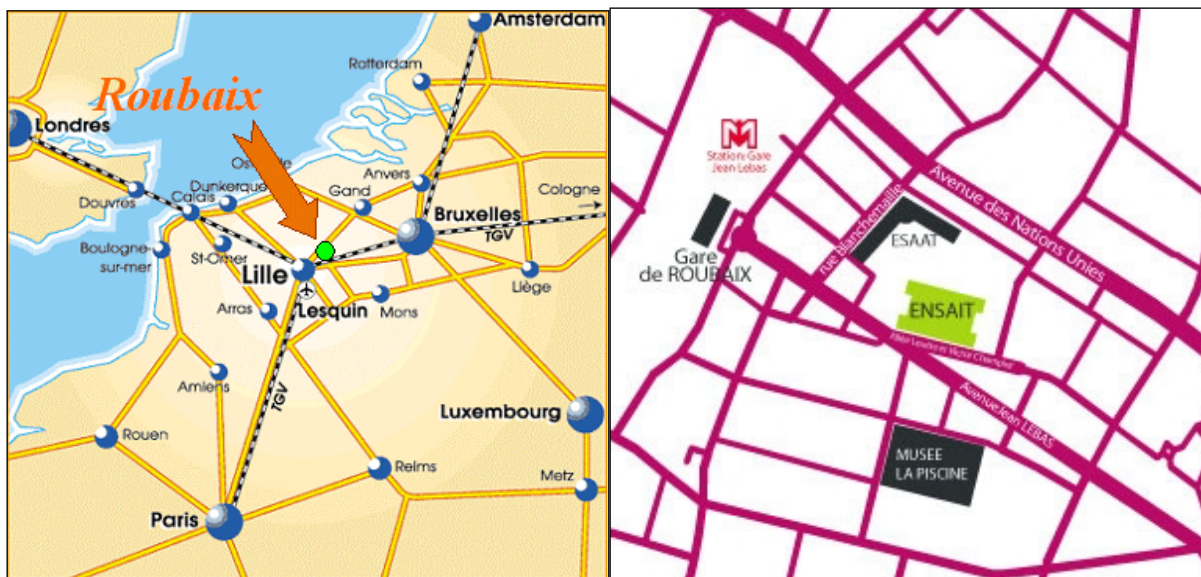 Amsterdam
Rotterdam
Roubaix
Londres
Anvers
Dunkerque
Gand
Cologne
Douvres
Calais
Bruxelles
TGV
Boulogne-
sur-mer
St-Omer
Lille
Liège
Lesquin
Mons
Arras
Amiens
TGV
Luxembourg
Rouen
Reims
Metz
Paris
M
Station: Gare
Jean Lebas
Avenue des Nations Unies
rue Blanchemaille
ESAAT
Gare
de ROUBAIX
ENSAIT
Avenue Jean LEBAS
MUSEE
LA PISCINE